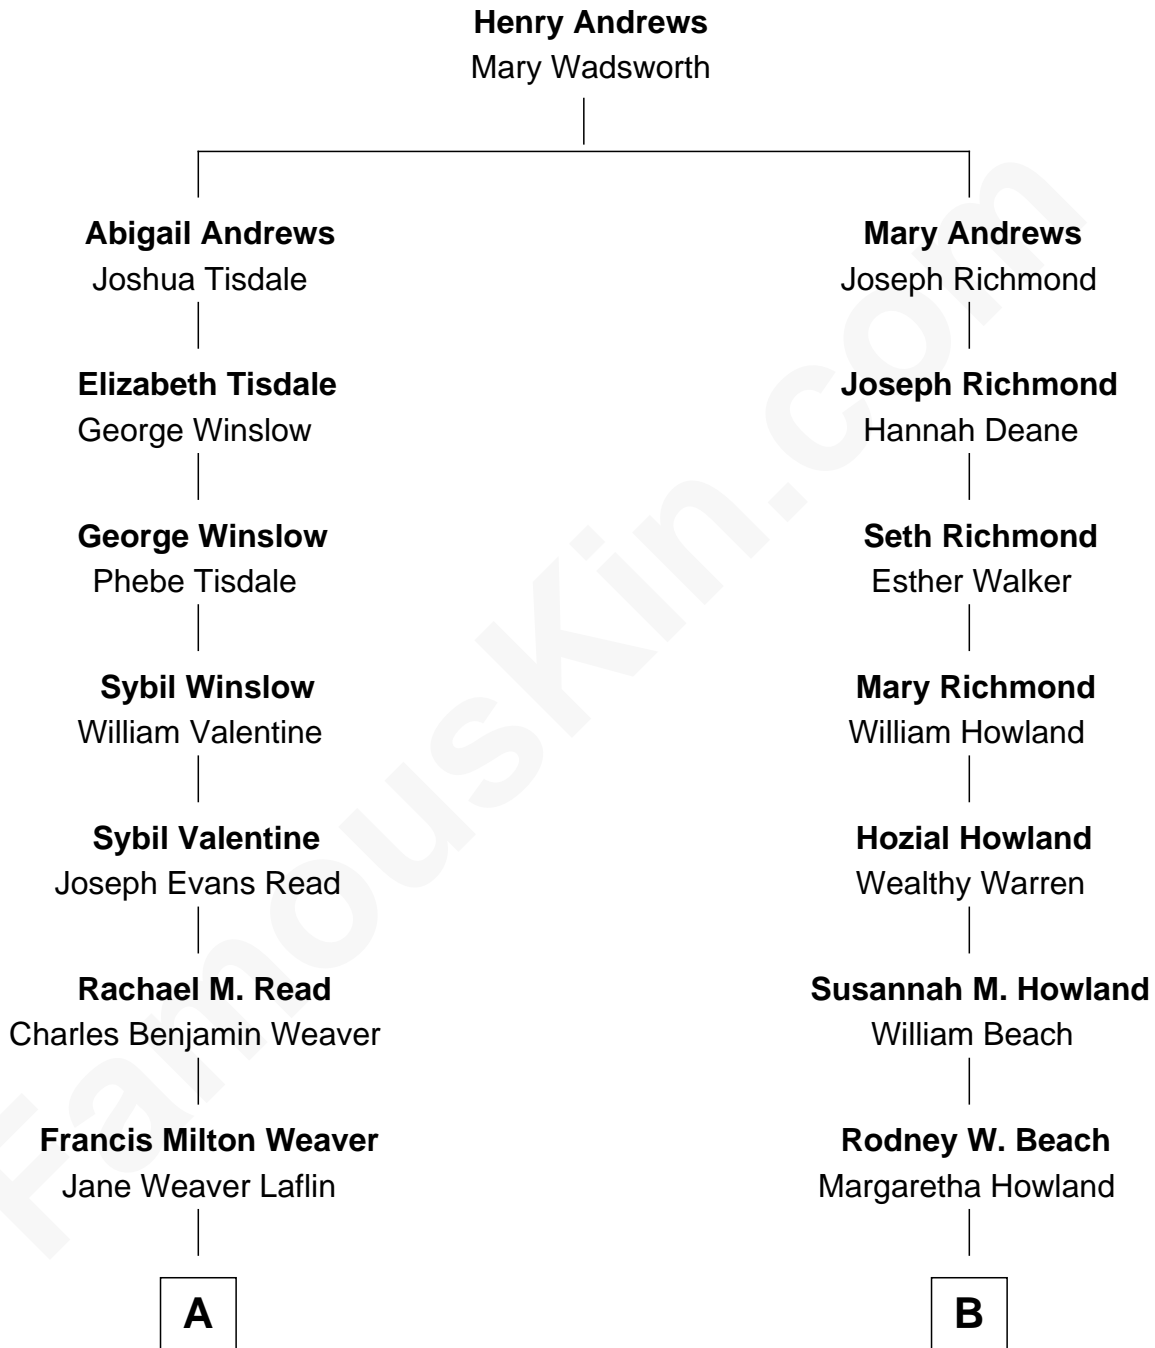 Henry Andrews
Mary Wadsworth
Abigail Andrews
Joshua Tisdale
Mary Andrews
Joseph Richmond
Elizabeth Tisdale
George Winslow
Joseph Richmond
Hannah Deane
George Winslow
Phebe Tisdale
Seth Richmond
Esther Walker
Sybil Winslow
William Valentine
Mary Richmond
William Howland
Sybil Valentine
Joseph Evans Read
Hozial Howland
Wealthy Warren
Rachael M. Read
Charles Benjamin Weaver
Susannah M. Howland
William Beach
Francis Milton Weaver
Jane Weaver Laflin
Rodney W. Beach
Margaretha Howland
A
B
FamousKin.com